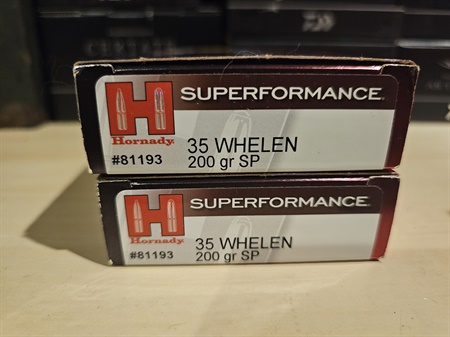 SUPERFORMANCE
H
Hornady
#81193
35 WHELEN
200 gr SP
SUPERFORMANCE
H
Hornady
#81193
35 WHELEN
200 gr SP